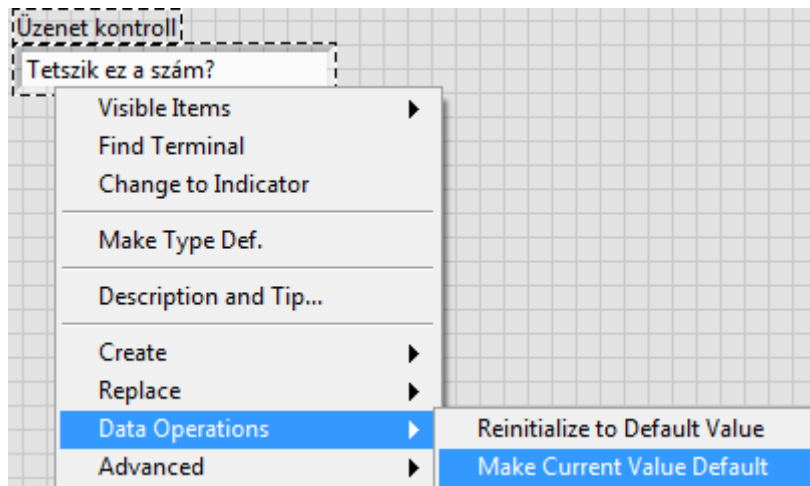 Üzenet kontroll
Tetszik ez a szám?
Visible Items
Find Terminal
Change to Indicator
Make Type Def.
Description and Tip...
Create
Replace
Data Operations
Reinitialize to Default Value
Advanced
Make Current Value Default